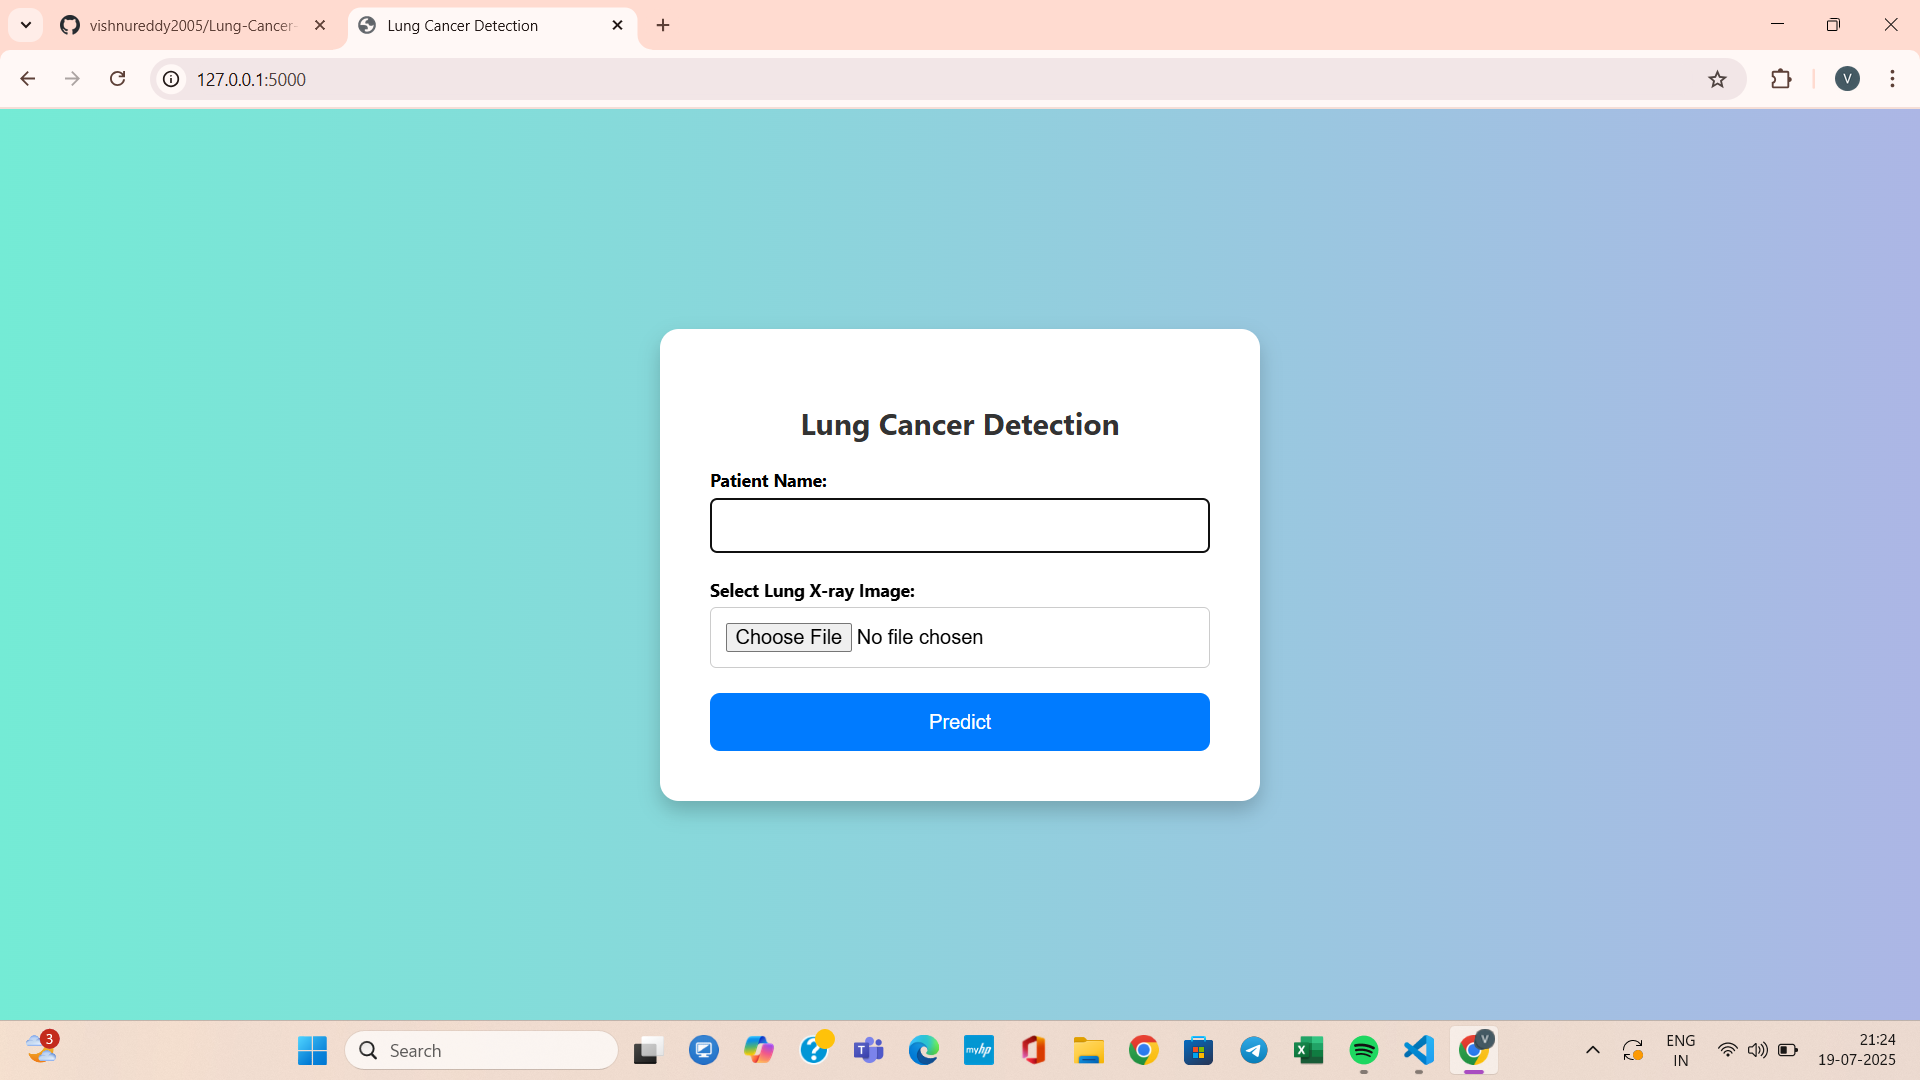 vishnureddy2005/Lung-Cancer-
Lung Cancer Detection
127.0.0.1:5000
V
Lung Cancer Detection
Patient Name:
Select Lung X-ray Image:
Choose File No file chosen
Predict
3
Search
myhp
V
ENG
IN
21:24
19-07-2025